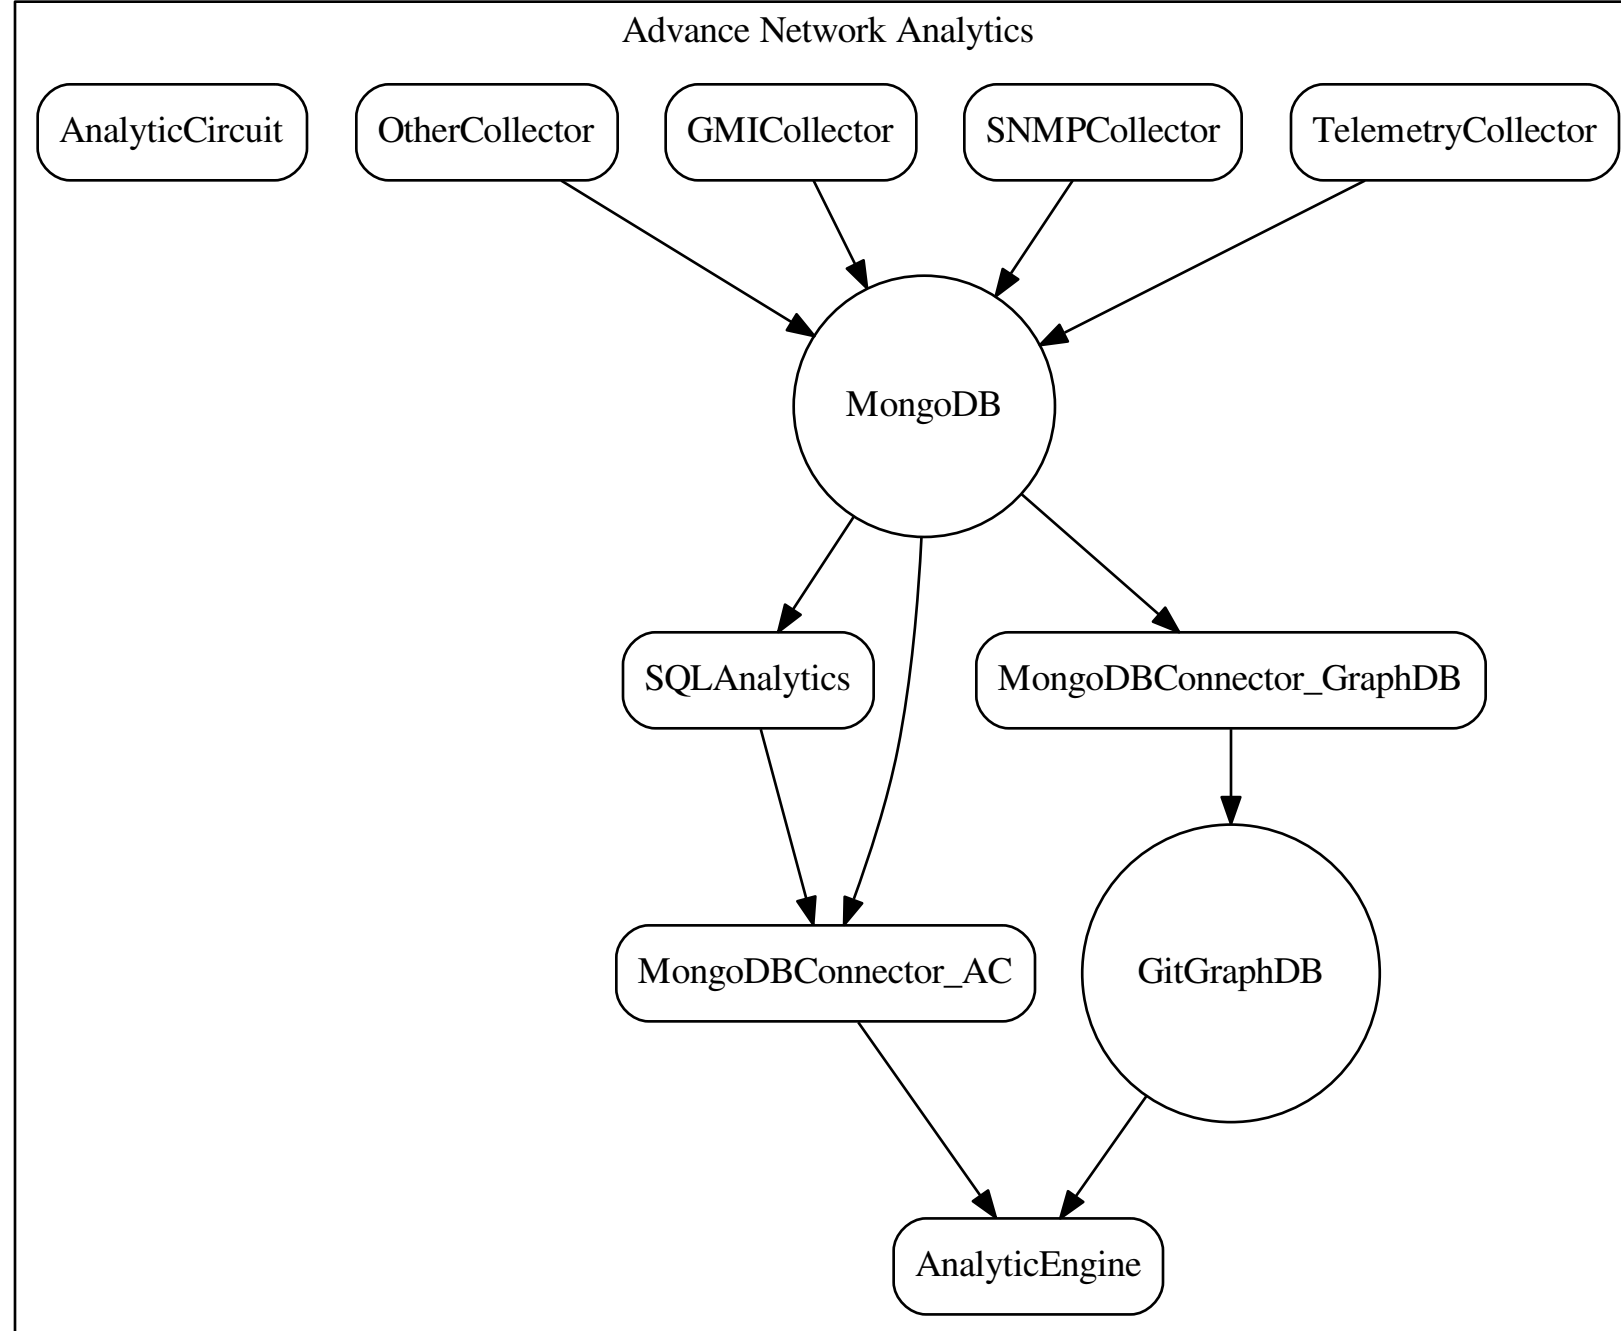 Advance Network Analytics
AnalyticCircuit
OtherCollector
GMICollector
SNMPCollector
TelemetryCollector
MongoDB
SQLAnalytics
MongoDBConnector_GraphDB
MongoDBConnector_AC
GitGraphDB
AnalyticEngine